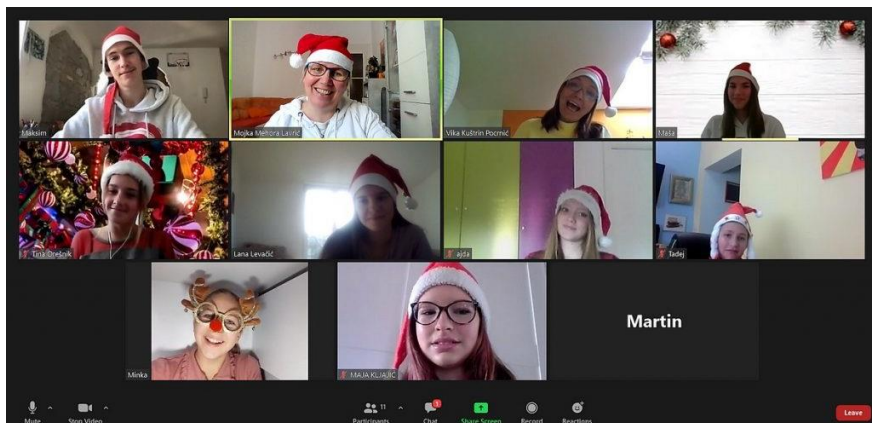 Maksim
Mojka Mehora Lavrič
Vika Kuštrin Pocrnić
Maša
Tina Orešnik
Lana Levačić
ajda
Tadej
Minka
MAJA KLJAJIĆ
Martin
Mute
Stop Video
11
Participants
1
Chat
Share Screen
Record
Reactions
Leave